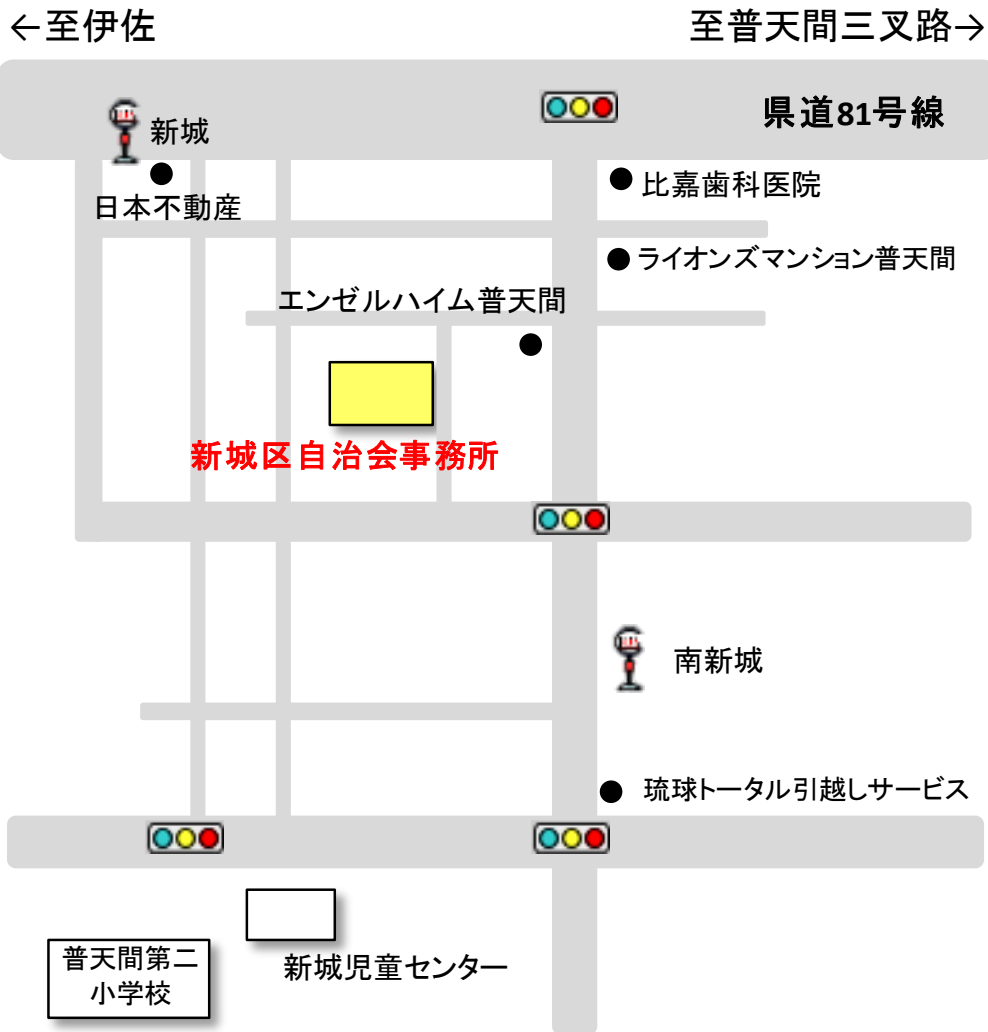 ←至伊佐
至普天間三叉路→
県道81号線
新城
日本不動産
比嘉歯科医院
ライオンズマンション普天間
エンゼルハイム普天間
新城区自治会事務所
南新城
琉球トータル引越しサービス
普天間第二
小学校
新城児童センター